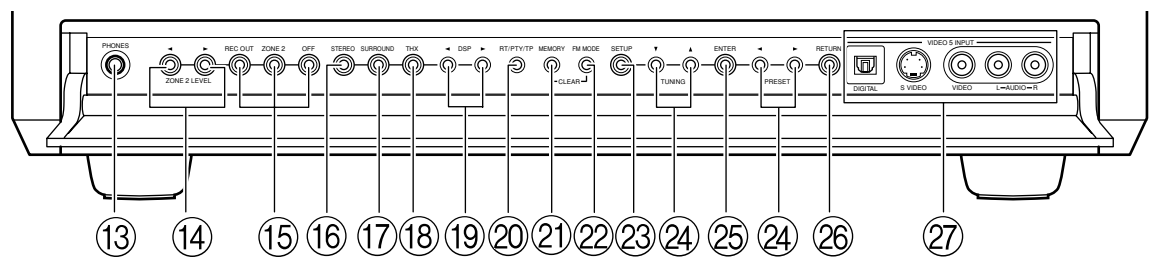 PHONES
◄ ►
ZONE 2 LEVEL
REC OUT ZONE 2 OFF
STEREO SURROUND THX
◄ DSP ►
RT/PTY/TP MEMORY FM MODE
CLEAR
SETUP
▼ ▲
TUNING
ENTER
◄ ►
PRESET
RETURN
VIDEO 5 INPUT
DIGITAL S VIDEO VIDEO L–AUDIO–R
⑬ ⑭ ⑮ ⑯ ⑰ ⑱ ⑲ ⑳ ㉑ ㉒ ㉓ ㉔ ㉕ ㉔ ㉖ ㉗